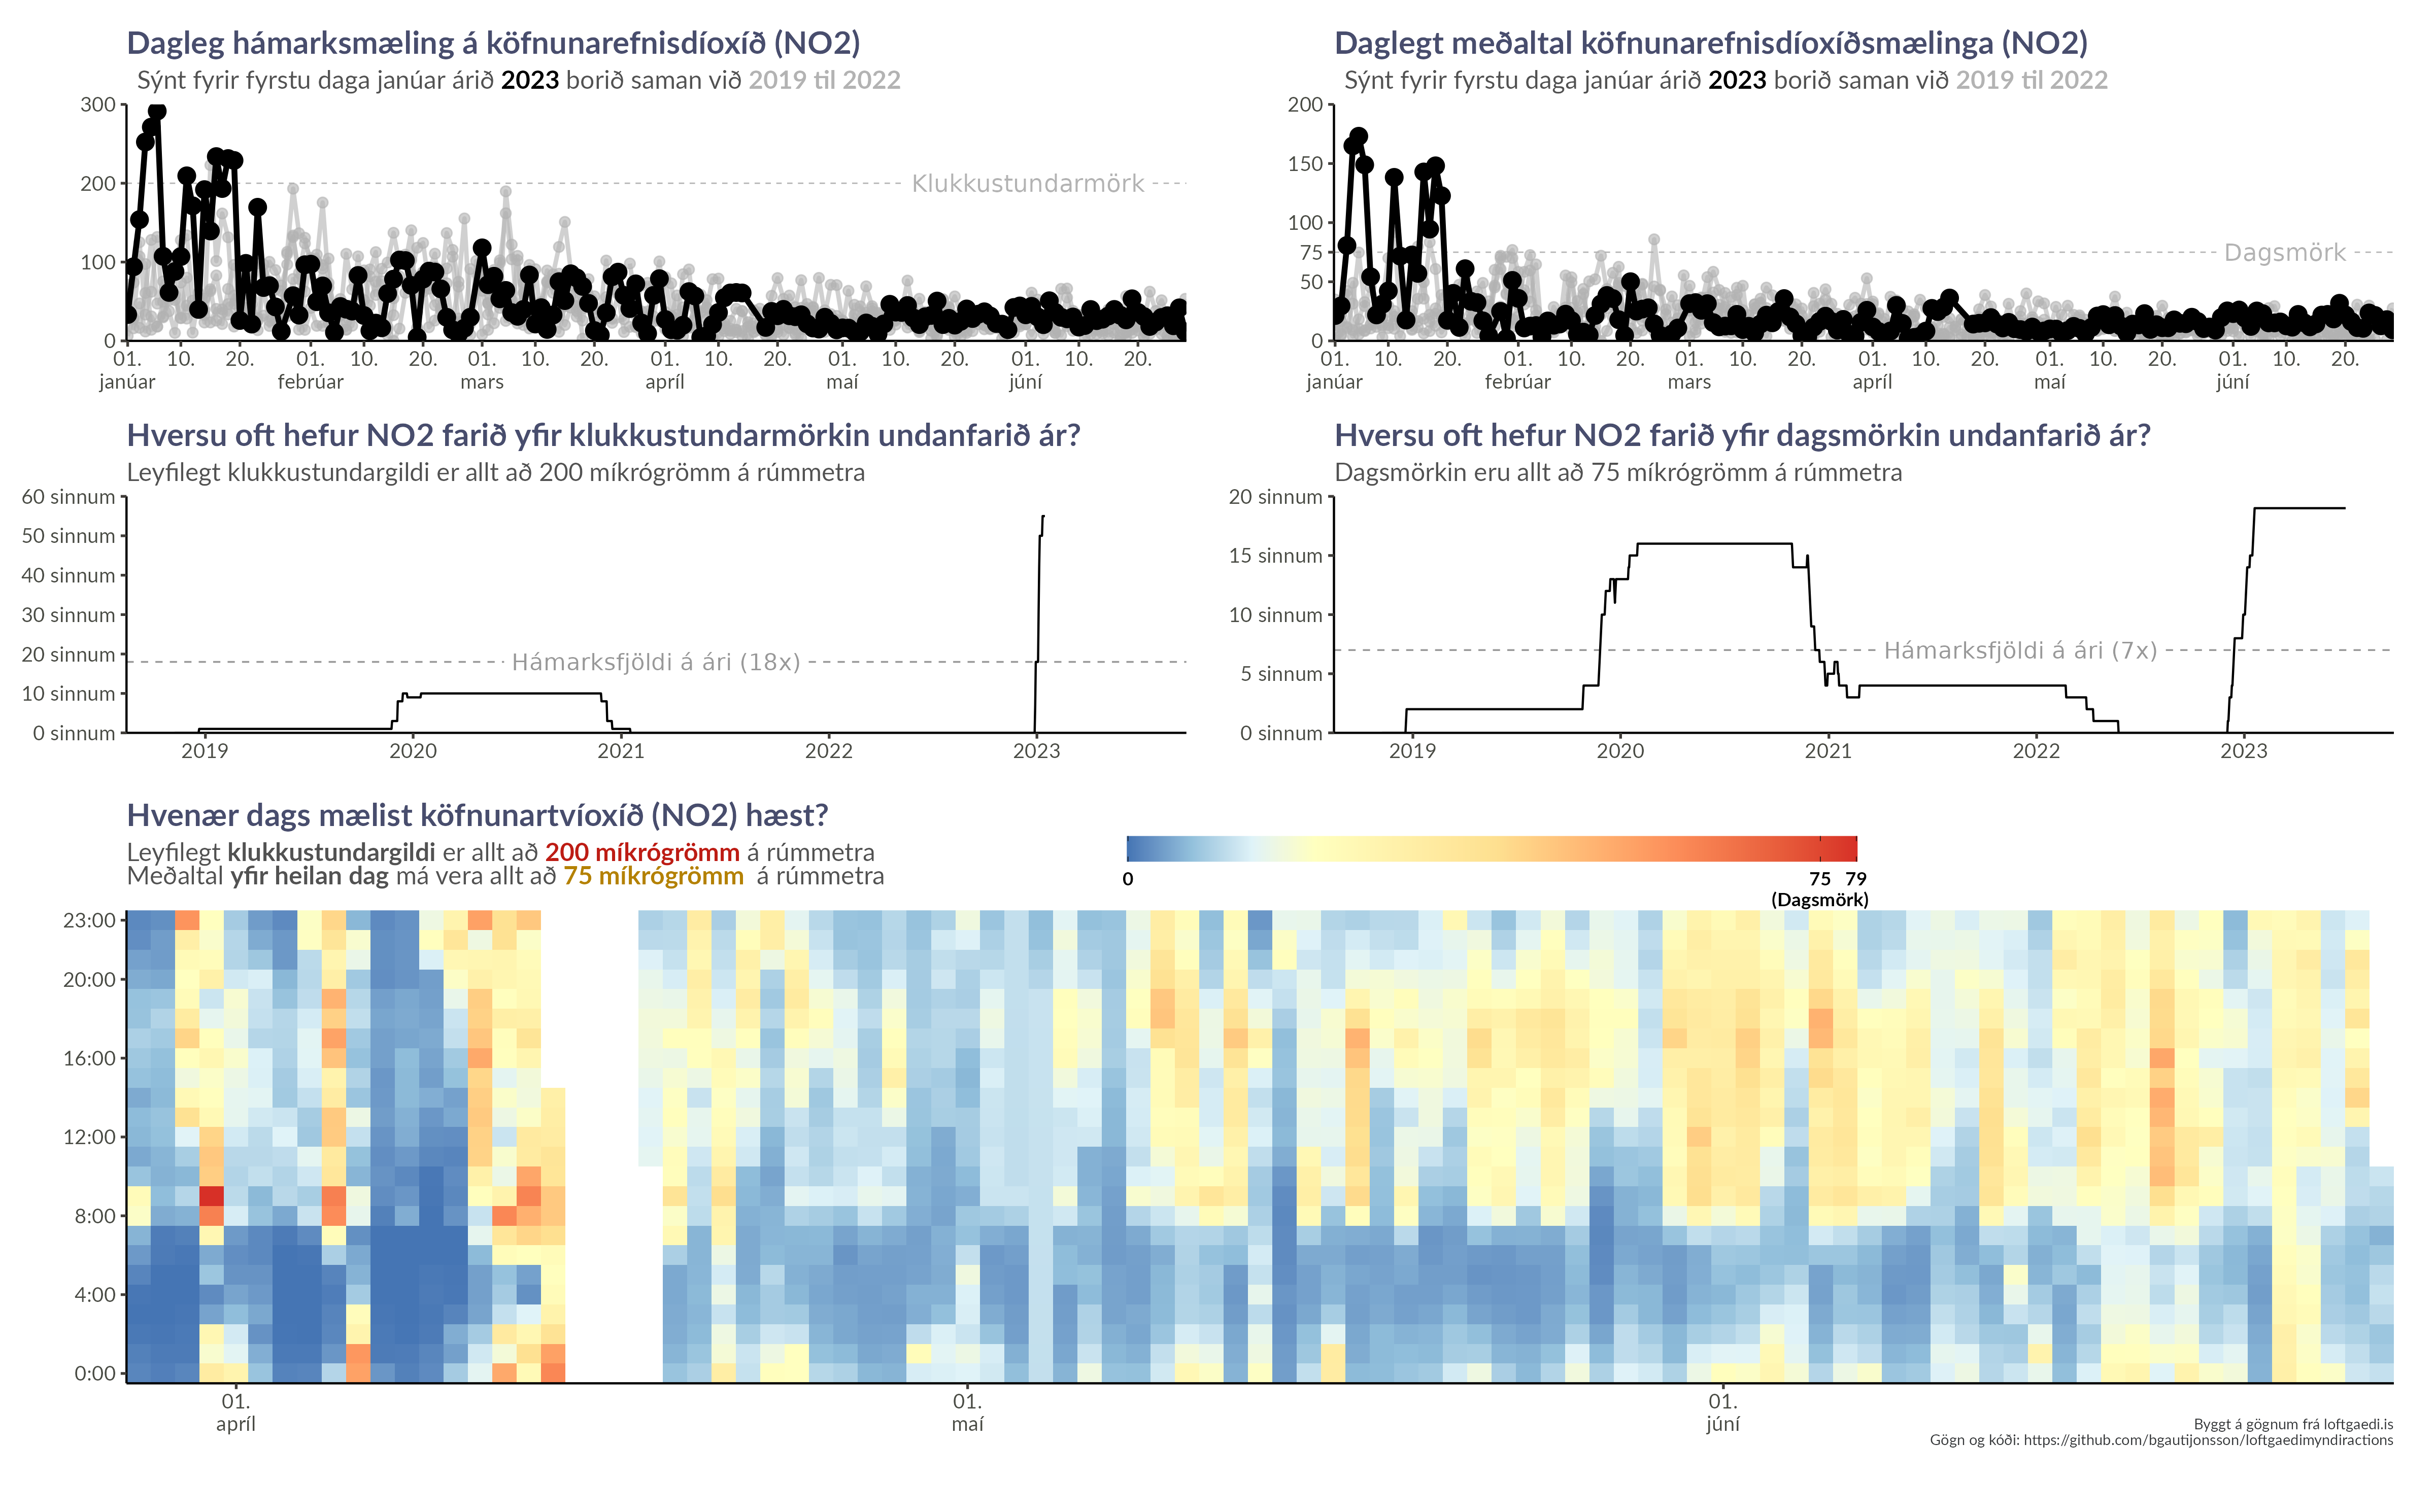 Dagleg hámarksmæling á köfnunarefnisdíoxíð (NO2)
Sýnt fyrir fyrstu daga janúar árið 2023 borið saman við 2019 til 2022
300
200
100
0
Klukkustundarmörk
01. 10. 20. 01. 10. 20. 01. 10. 20. 01. 10. 20. 01. 10. 20. 01. 10. 20.
janúar febrúar mars apríl maí júní
Daglegt meðaltal köfnunarefnisdíoxíðsmælinga (NO2)
Sýnt fyrir fyrstu daga janúar árið 2023 borið saman við 2019 til 2022
200
150
100
75
50
0
Dagsmörk
01. 10. 20. 01. 10. 20. 01. 10. 20. 01. 10. 20. 01. 10. 20. 01. 10. 20.
janúar febrúar mars apríl maí júní
Hversu oft hefur NO2 farið yfir klukkustundarmörkin undanfarið ár?
Leyfilegt klukkustundargildi er allt að 200 míkrógrömm á rúmmetra
60 sinnum
50 sinnum
40 sinnum
30 sinnum
20 sinnum
10 sinnum
0 sinnum
Hámarksfjöldi á ári (18x)
2019 2020 2021 2022 2023
Hversu oft hefur NO2 farið yfir dagsmörkin undanfarið ár?
Dagsmörkin eru allt að 75 míkrógrömm á rúmmetra
20 sinnum
15 sinnum
10 sinnum
5 sinnum
0 sinnum
Hámarksfjöldi á ári (7x)
2019 2020 2021 2022 2023
Hvenær dags mælist köfnunartvíoxíð (NO2) hæst?
Leyfilegt klukkustundargildi er allt að 200 míkrógrömm á rúmmetra
Meðaltal yfir heilan dag má vera allt að 75 míkrógrömm á rúmmetra
0 75 79
(Dagsmörk)
23:00
20:00
16:00
12:00
8:00
4:00
0:00
01. 01. 01.
apríl maí júní
Byggt á gögnum frá loftgaedi.is
Gögn og kóði: https://github.com/bgautijonsson/loftgaedimyndiractions